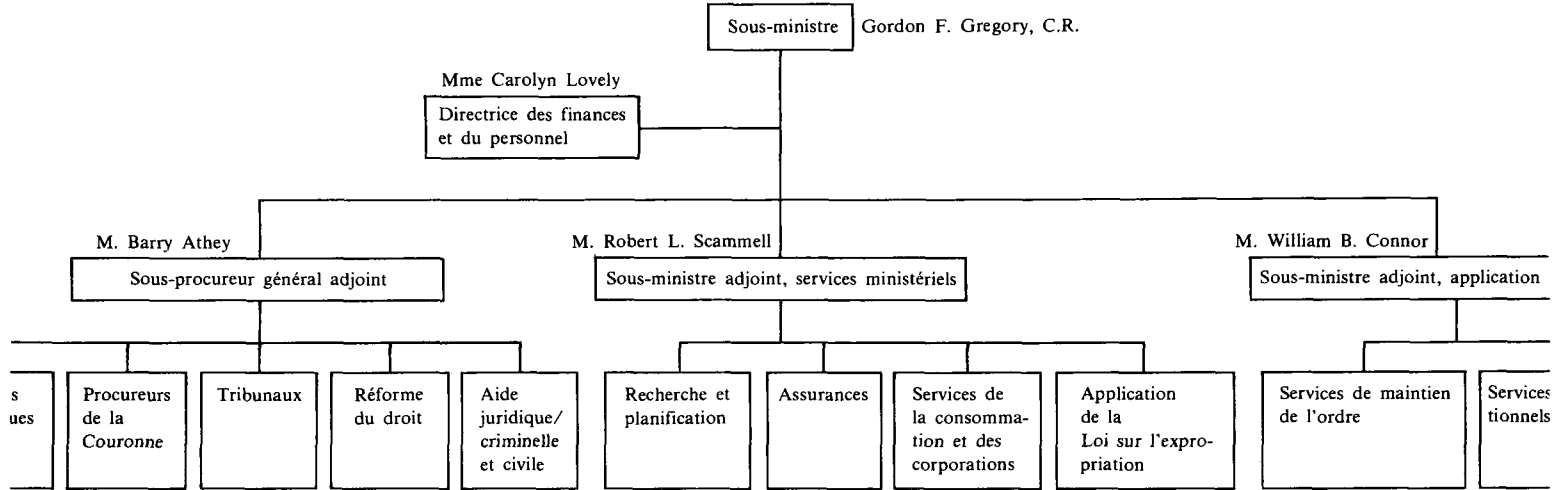 Sous-ministre
Gordon F. Gregory, C.R.
Mme Carolyn Lovely
Directrice des finances
et du personnel
M. Barry Athey
Sous-procureur général adjoint
M. Robert L. Scammell
Sous-ministre adjoint, services ministériels
M. William B. Connor
Sous-ministre adjoint, application
s
ues
Procureurs
de la
Couronne
Tribunaux
Réforme
du droit
Aide
juridique/
criminelle
et civile
Recherche et
planification
Assurances
Services de
la consomma-
tion et des
corporations
Application
de la
Loi sur l'expro-
priation
Services de maintien
de l'ordre
Services
tionnels